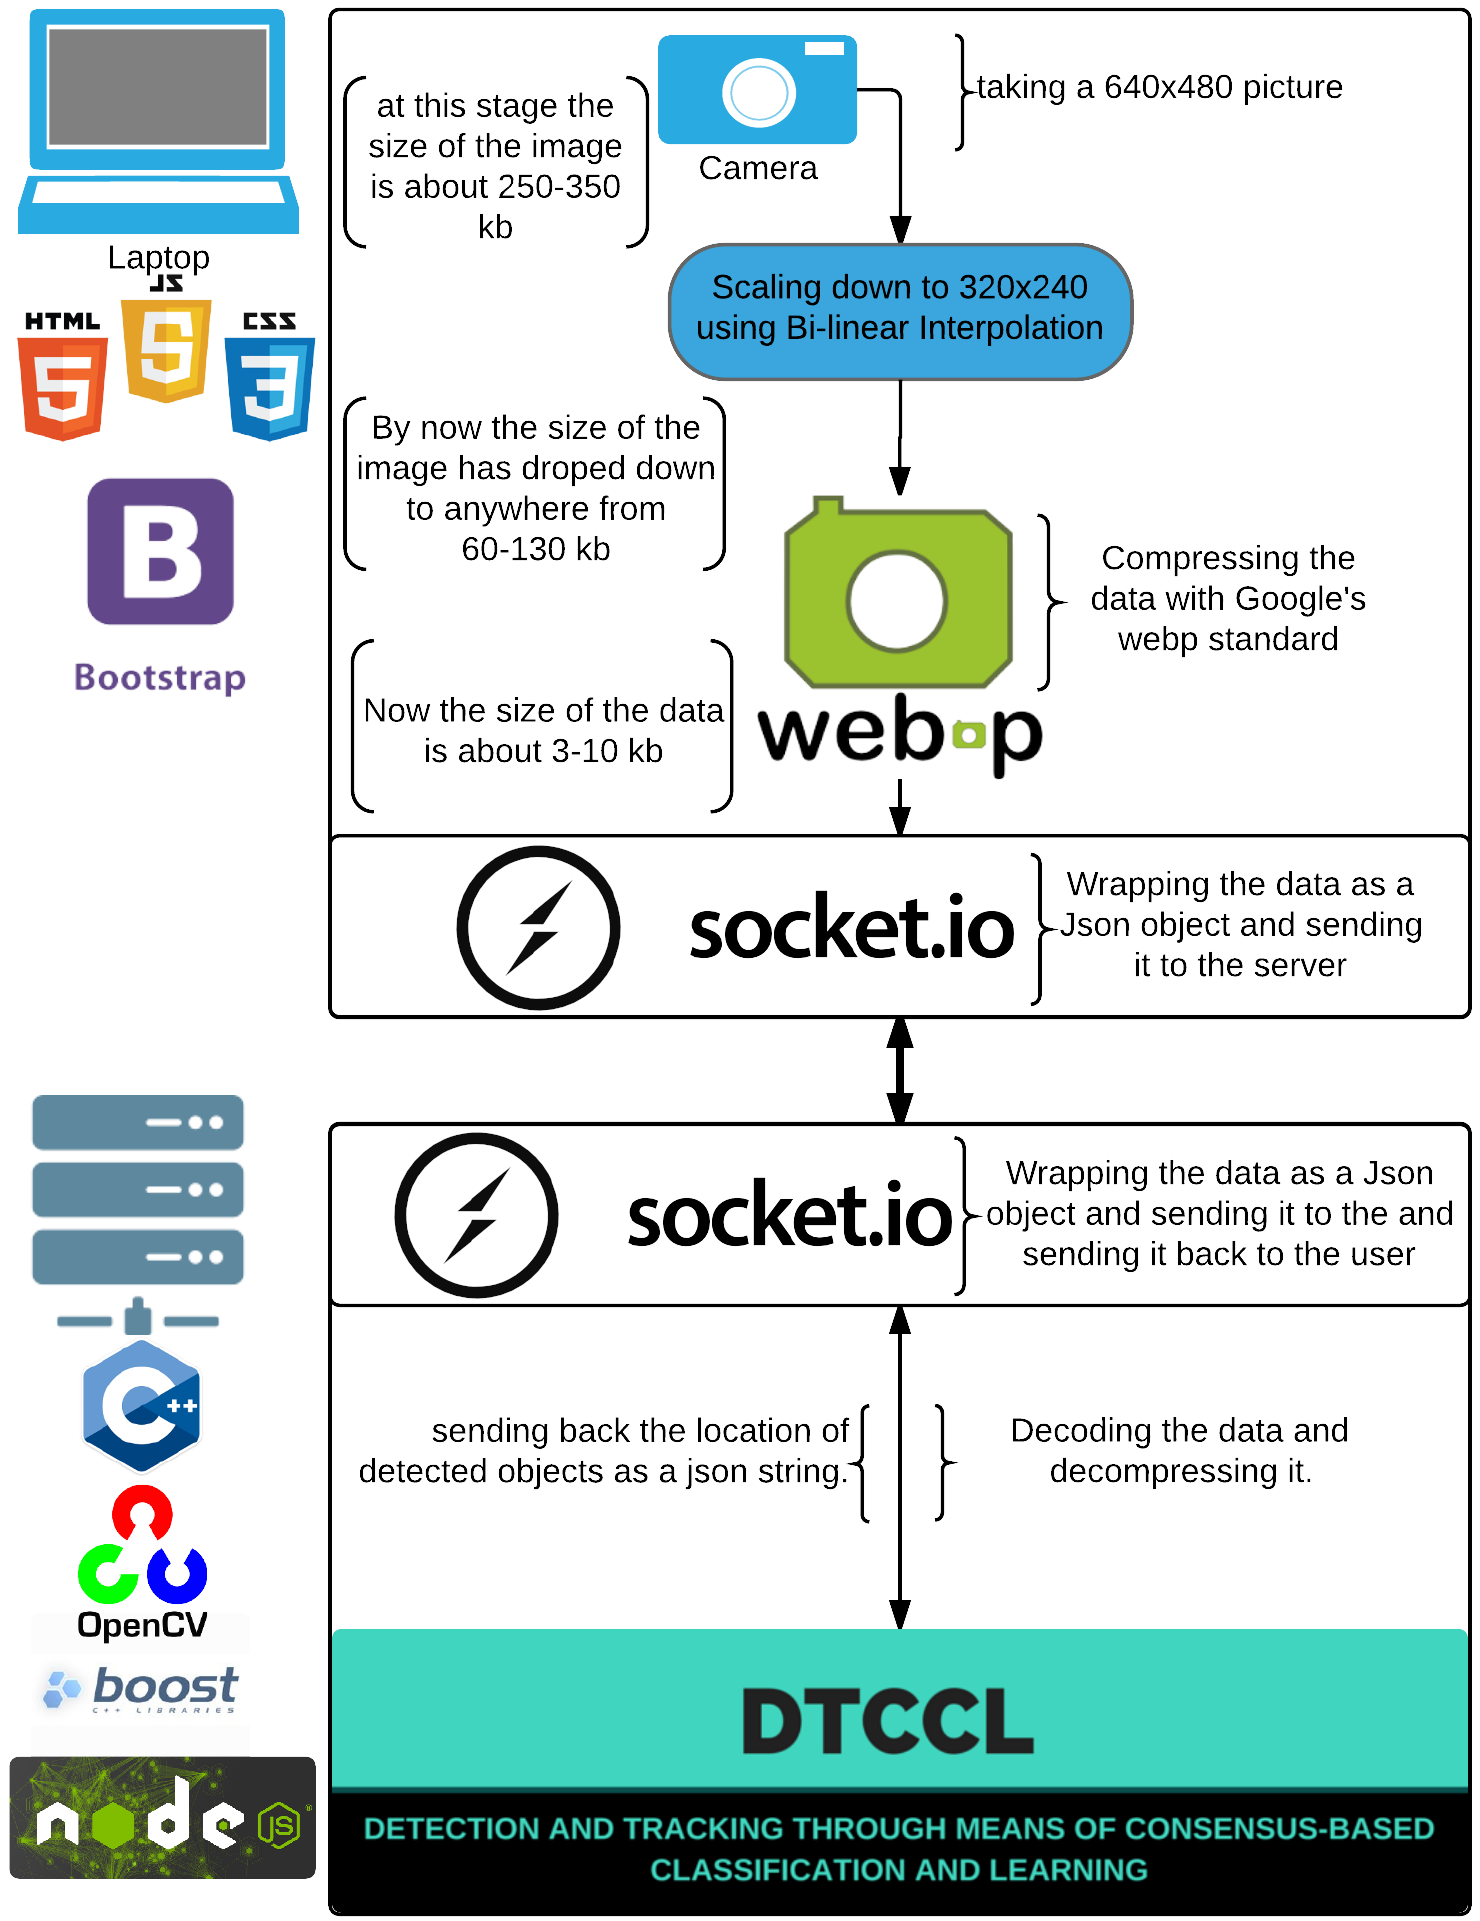 Laptop
JS
HTML
CSS
5
5
3
B
Bootstrap
at this stage the
size of the image
is about 250-350
kb
Camera
taking a 640x480 picture
Scaling down to 320x240
using Bi-linear Interpolation
By now the size of the
image has droped down
to anywhere from
60-130 kb
Compressing the
data with Google's
webp standard
Now the size of the data
is about 3-10 kb
webp
socket.io
Wrapping the data as a
Json object and sending
it to the server
socket.io
Wrapping the data as a Json
object and sending it to the and
sending it back to the user
C++
OpenCV
boost
C++ LIBRARIES
node
JS
®
sending back the location of
detected objects as a json string.
Decoding the data and
decompressing it.
DTCCL
DETECTION AND TRACKING THROUGH MEANS OF CONSENSUS-BASED
CLASSIFICATION AND LEARNING